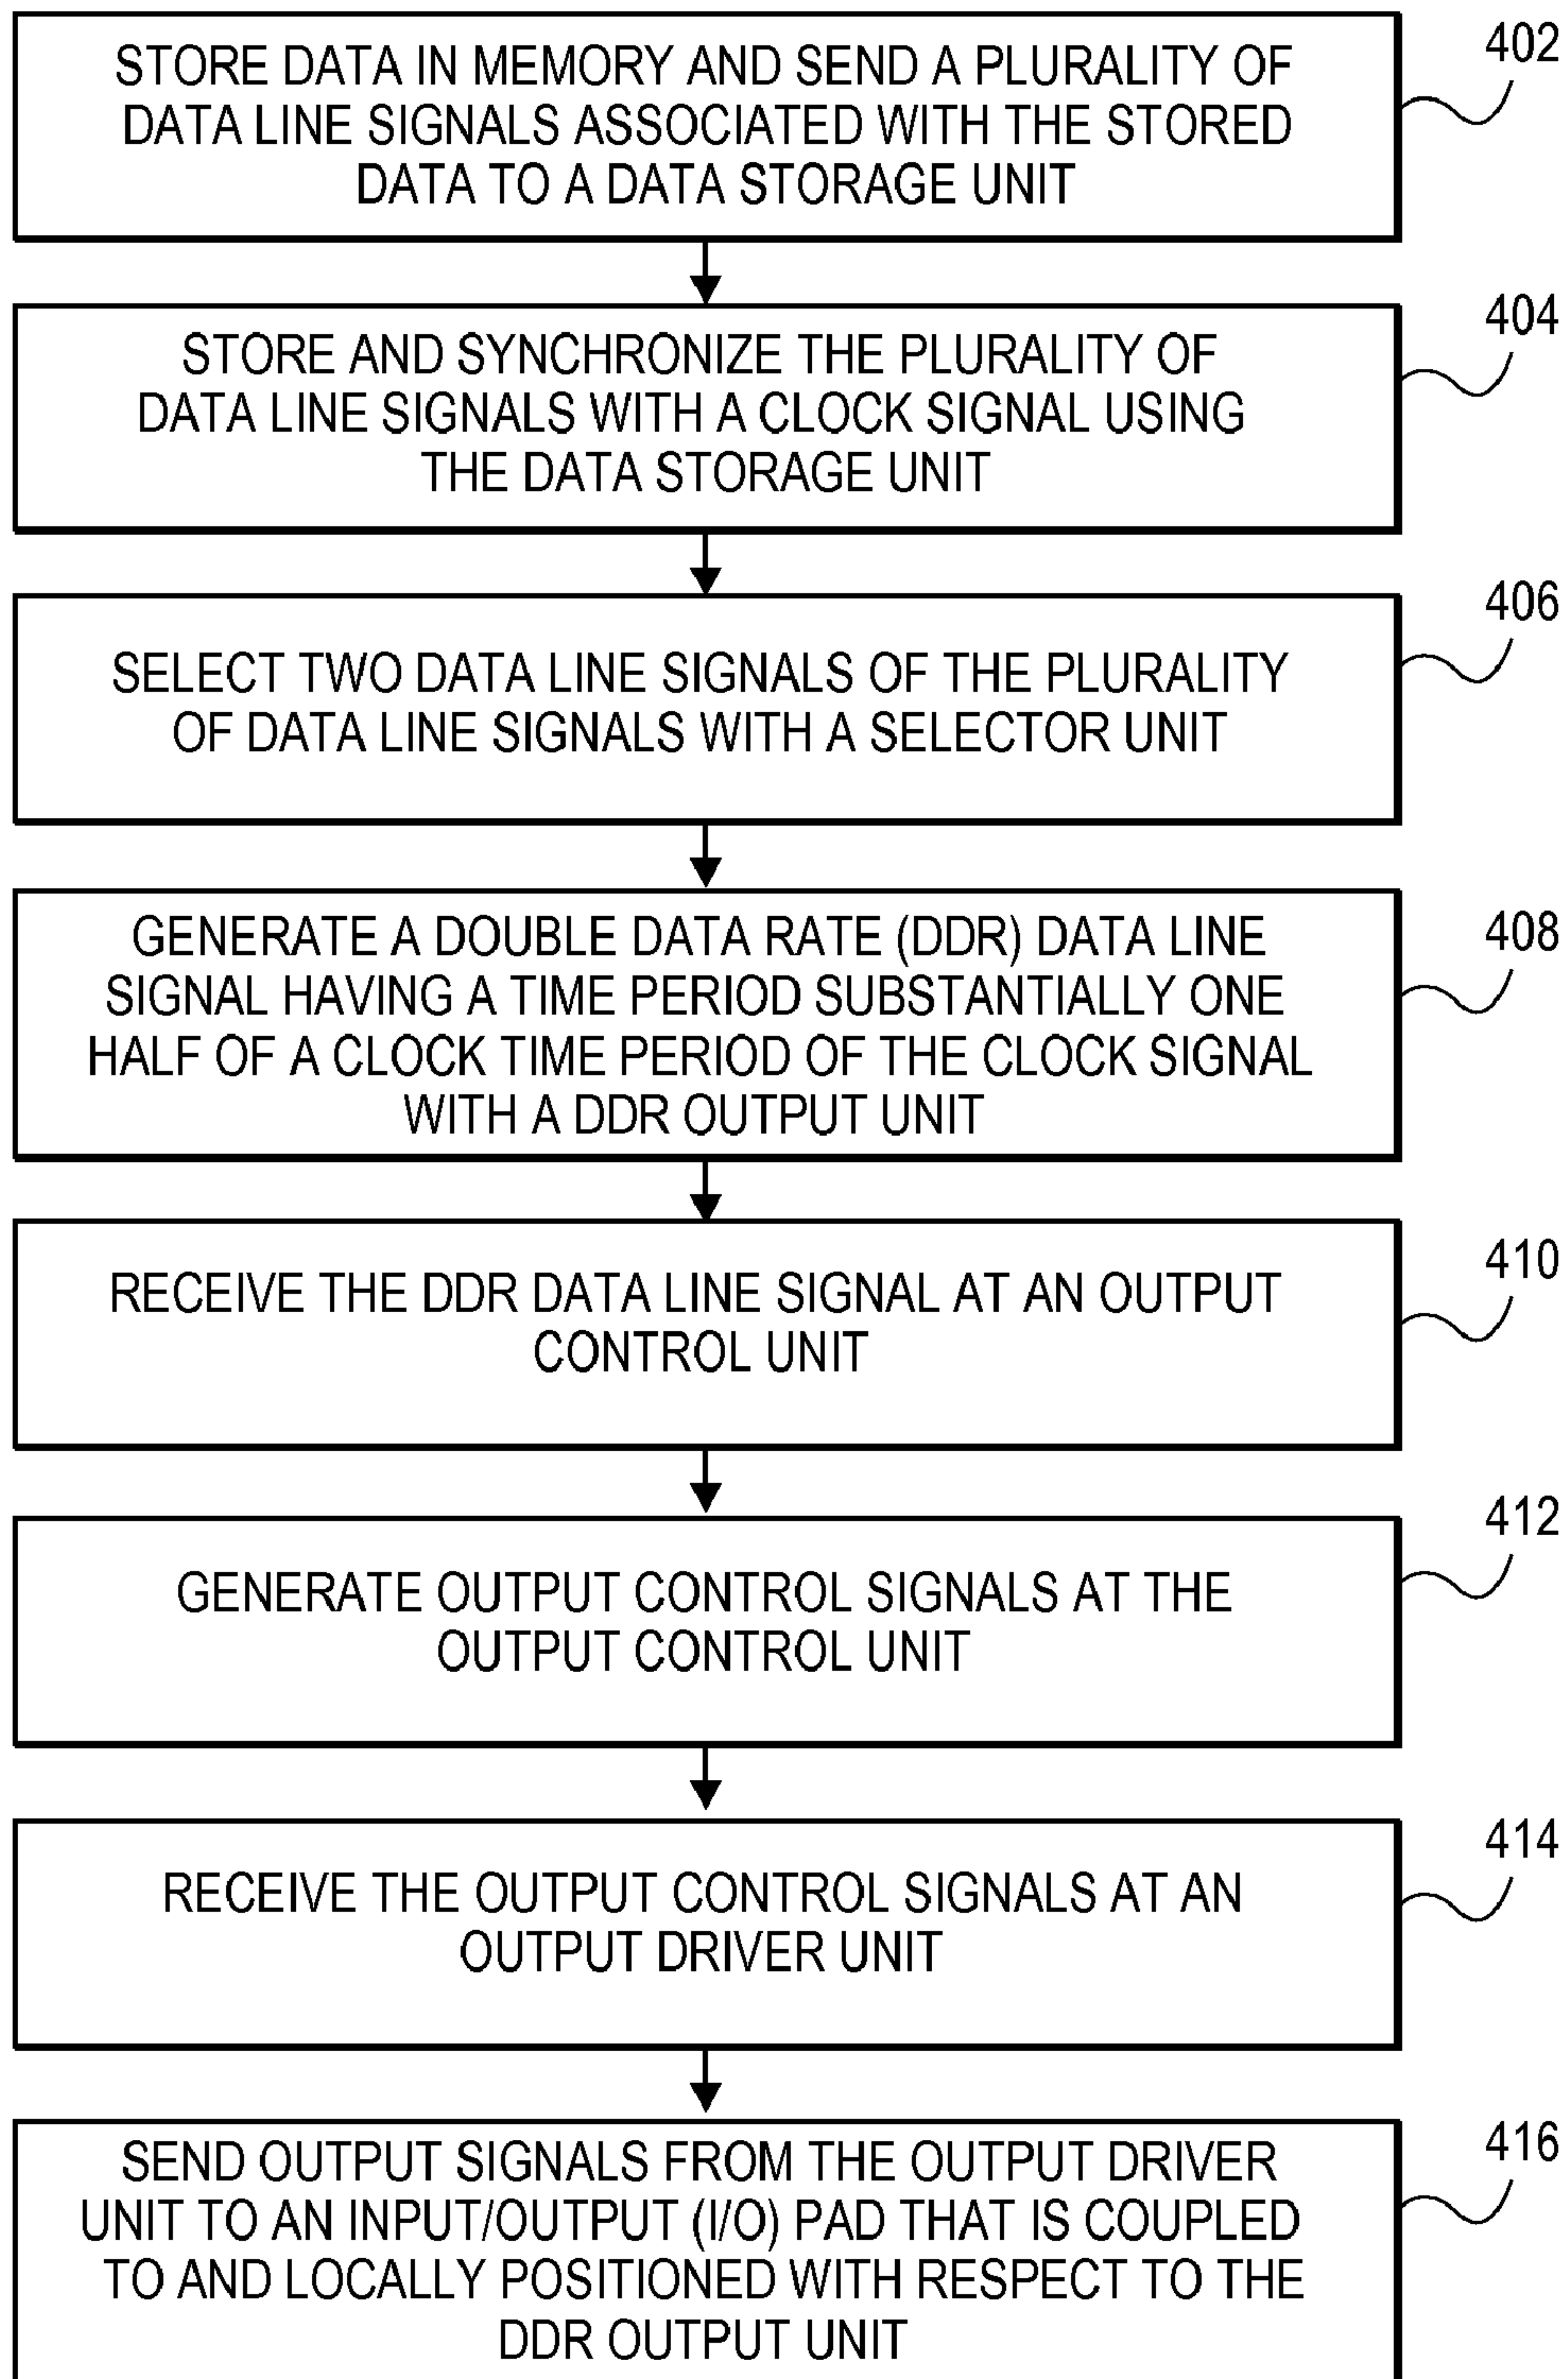 STORE DATA IN MEMORY AND SEND A PLURALITY OF
DATA LINE SIGNALS ASSOCIATED WITH THE STORED
DATA TO A DATA STORAGE UNIT
402
STORE AND SYNCHRONIZE THE PLURALITY OF
DATA LINE SIGNALS WITH A CLOCK SIGNAL USING
THE DATA STORAGE UNIT
404
SELECT TWO DATA LINE SIGNALS OF THE PLURALITY
OF DATA LINE SIGNALS WITH A SELECTOR UNIT
406
GENERATE A DOUBLE DATA RATE (DDR) DATA LINE
SIGNAL HAVING A TIME PERIOD SUBSTANTIALLY ONE
HALF OF A CLOCK TIME PERIOD OF THE CLOCK SIGNAL
WITH A DDR OUTPUT UNIT
408
RECEIVE THE DDR DATA LINE SIGNAL AT AN OUTPUT
CONTROL UNIT
410
GENERATE OUTPUT CONTROL SIGNALS AT THE
OUTPUT CONTROL UNIT
412
RECEIVE THE OUTPUT CONTROL SIGNALS AT AN
OUTPUT DRIVER UNIT
414
SEND OUTPUT SIGNALS FROM THE OUTPUT DRIVER
UNIT TO AN INPUT/OUTPUT (I/O) PAD THAT IS COUPLED
TO AND LOCALLY POSITIONED WITH RESPECT TO THE
DDR OUTPUT UNIT
416